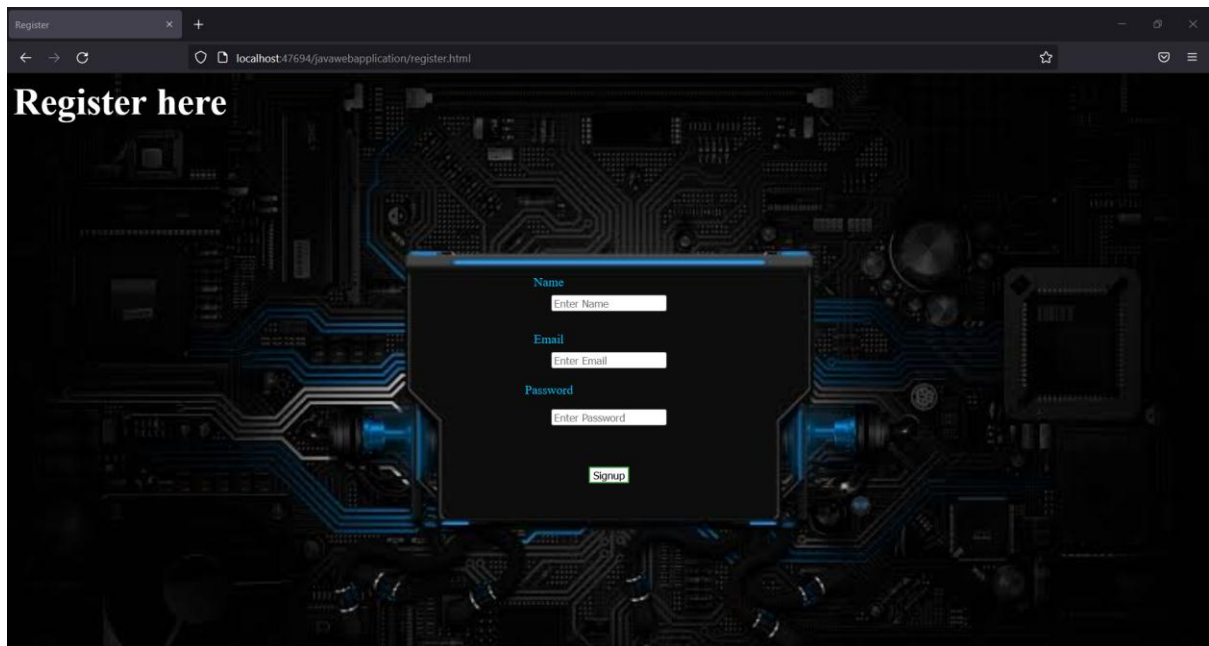 Register
localhost:47694/javawebapplication/register.html
Register here
Name
Enter Name
Email
Enter Email
Password
Enter Password
Signup